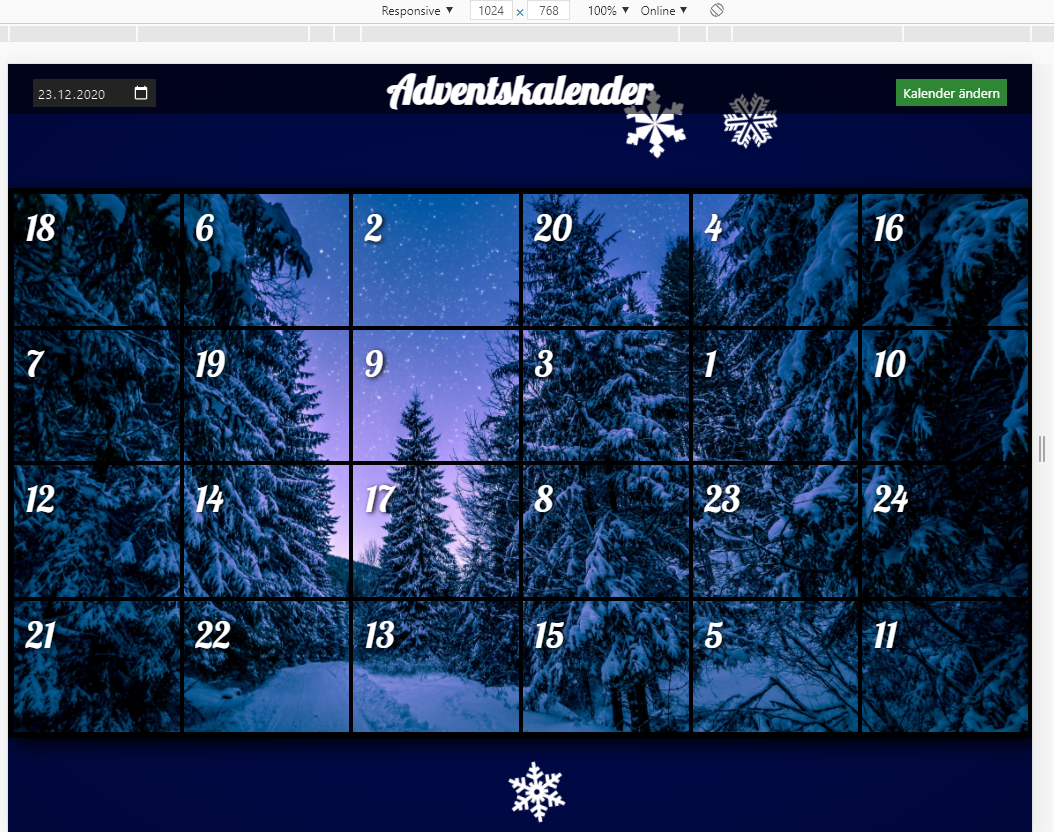 Responsive ▼ 1024 × 768 100% ▼ Online ▼
23.12.2020 Adventskalender Kalender ändern
18 6 2 20 4 16
7 19 9 3 1 10
12 14 17 8 23 24
21 22 13 15 5 11